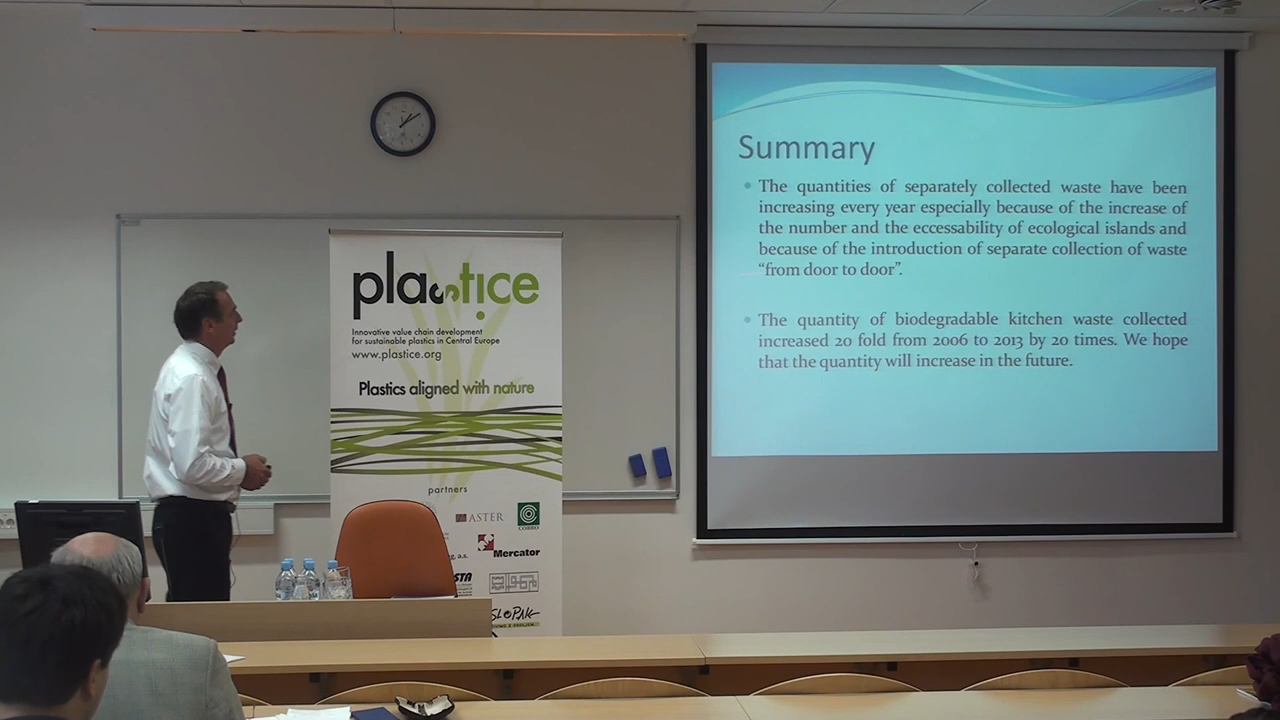 Summary
The quantities of separately collected waste have been
increasing every year especially because of the increase of
the number and the eccessability of ecological islands and
because of the introduction of separate collection of waste
“from door to door”.
The quantity of biodegradable kitchen waste collected
increased 20 fold from 2006 to 2013 by 20 times. We hope
that the quantity will increase in the future.
plastice
Innovative value chain development
for sustainable plastics in Central Europe
www.plastice.org
Plastics aligned with nature
partners
ASTER
COBRO
Mercator
SLOPAK